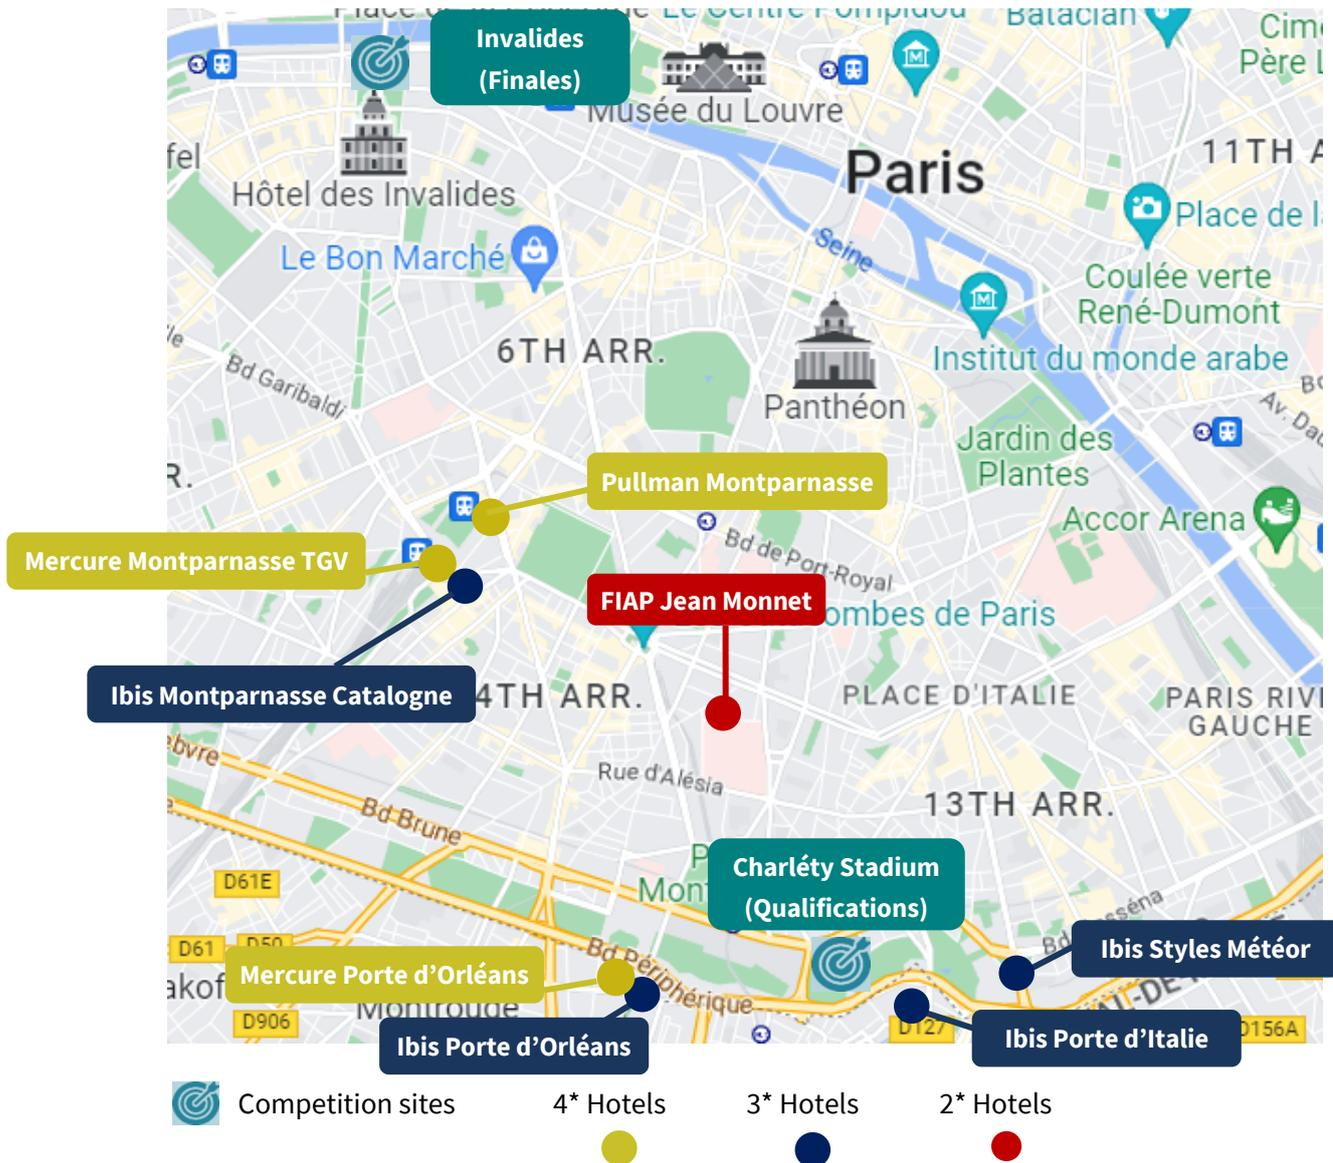 Le Centre Pompidou
Bataclan
Invalides
(Finales)
Musée du Louvre
Hôtel des Invalides
Paris
11TH A
Place de la
Le Bon Marché
Seine
Coulée verte
René-Dumont
6TH ARR.
Institut du monde arabe
Bd Garibaldi
Panthéon
Jardin des
Plantes
R.
Pullman Montparnasse
Accor Arena
Bd de Port-Royal
Mercure Montparnasse TGV
FIAP Jean Monnet
ombes de Paris
Ibis Montparnasse Catalogne
4TH ARR.
PLACE D'ITALIE
PARIS RIVE
GAUCHE
ebvre
Rue d'Alésia
Bd Brune
13TH ARR.
Charléty Stadium
(Qualifications)
D61E
Mont
D61
D50
Bd Périphérique
Ibis Styles Météor
Mercure Porte d'Orléans
akof
Montrouge
D906
Ibis Porte d'Orléans
D127
Ibis Porte d'Italie
D156A
Competition sites
4* Hotels
3* Hotels
2* Hotels